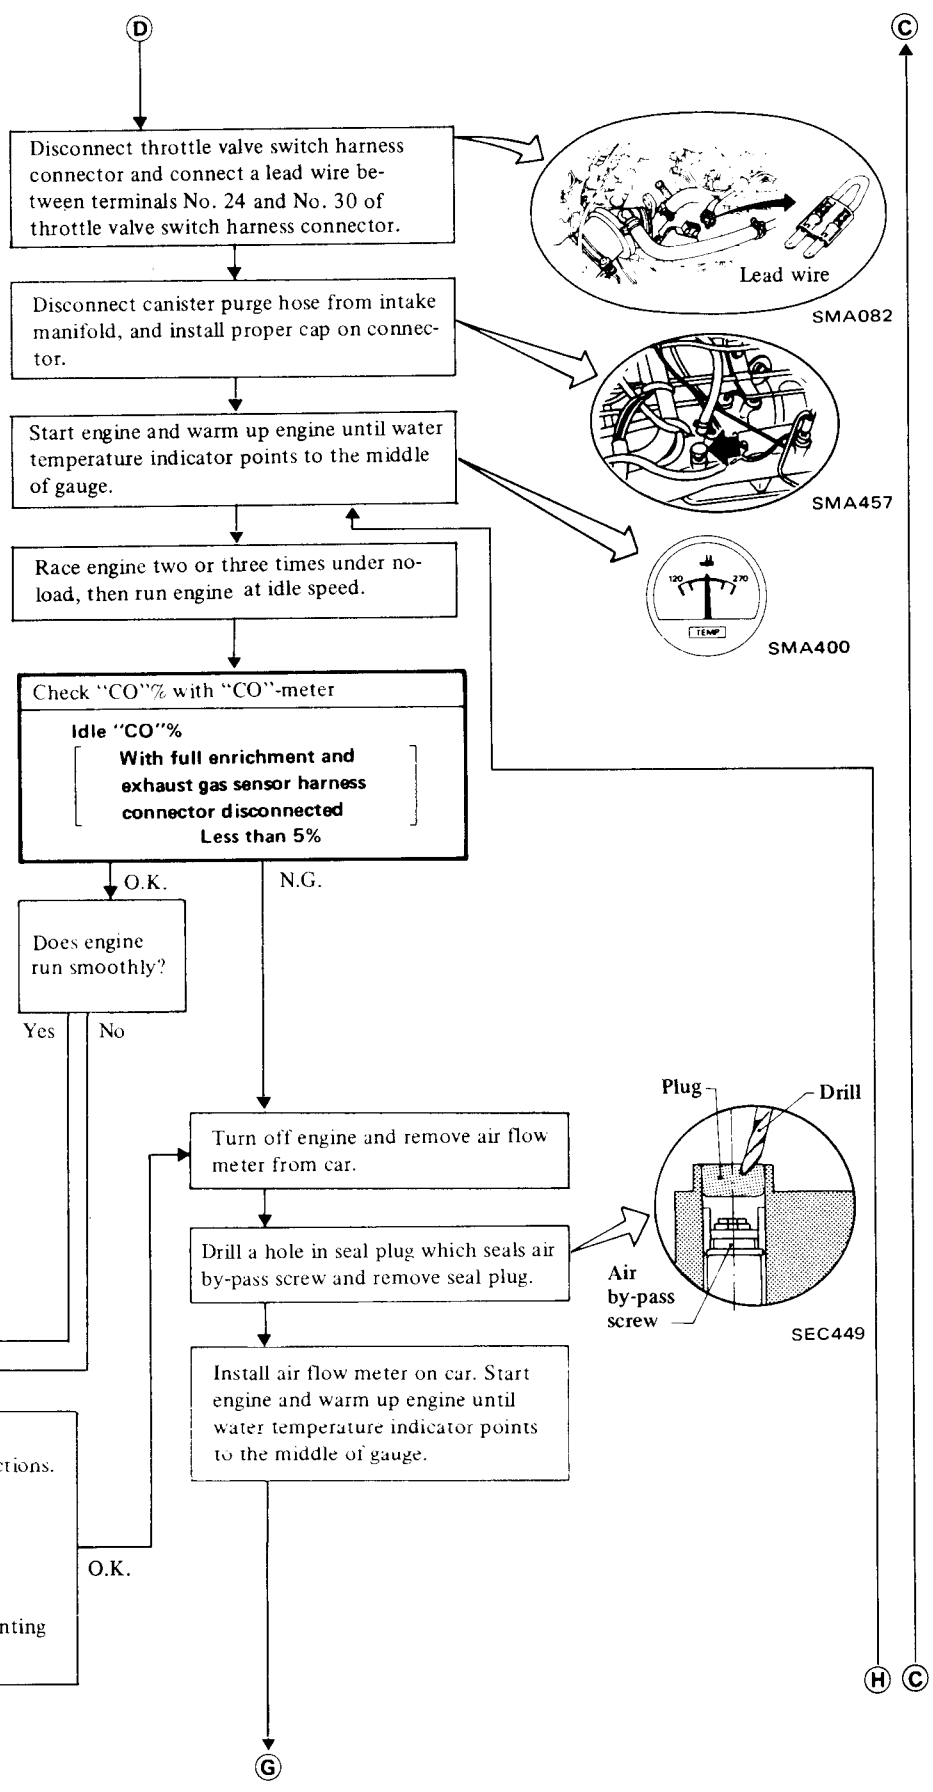 D
C
Disconnect throttle valve switch harness
connector and connect a lead wire be-
tween terminals No. 24 and No. 30 of
throttle valve switch harness connector.
Lead wire
SMA082
Disconnect canister purge hose from intake
manifold, and install proper cap on connec-
tor.
SMA457
Start engine and warm up engine until water
temperature indicator points to the middle
of gauge.
120 270
TEMP
SMA400
Race engine two or three times under no-
load, then run engine at idle speed.
Check "CO"% with "CO"-meter
Idle "CO"%
With full enrichment and
exhaust gas sensor harness
connector disconnected
Less than 5%
O.K.
N.G.
Does engine
run smoothly?
Yes
No
Turn off engine and remove air flow
meter from car.
Plug
Drill
Drill a hole in seal plug which seals air
by-pass screw and remove seal plug.
Air
by-pass
screw
SEC449
Install air flow meter on car. Start
engine and warm up engine until
water temperature indicator points
to the middle of gauge.
ctions.
O.K.
nting
H
C
G